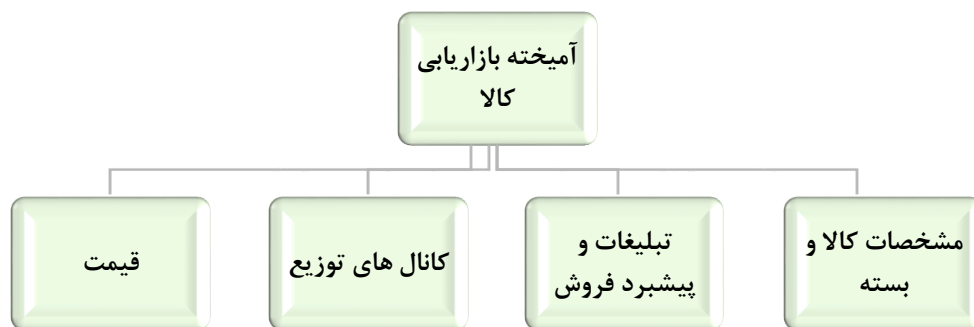 آمیخته بازاریابی
کالا
مشخصات کالا و
بسته
تبلیغات و
پیشبرد فروش
کانال های توزیع
قیمت